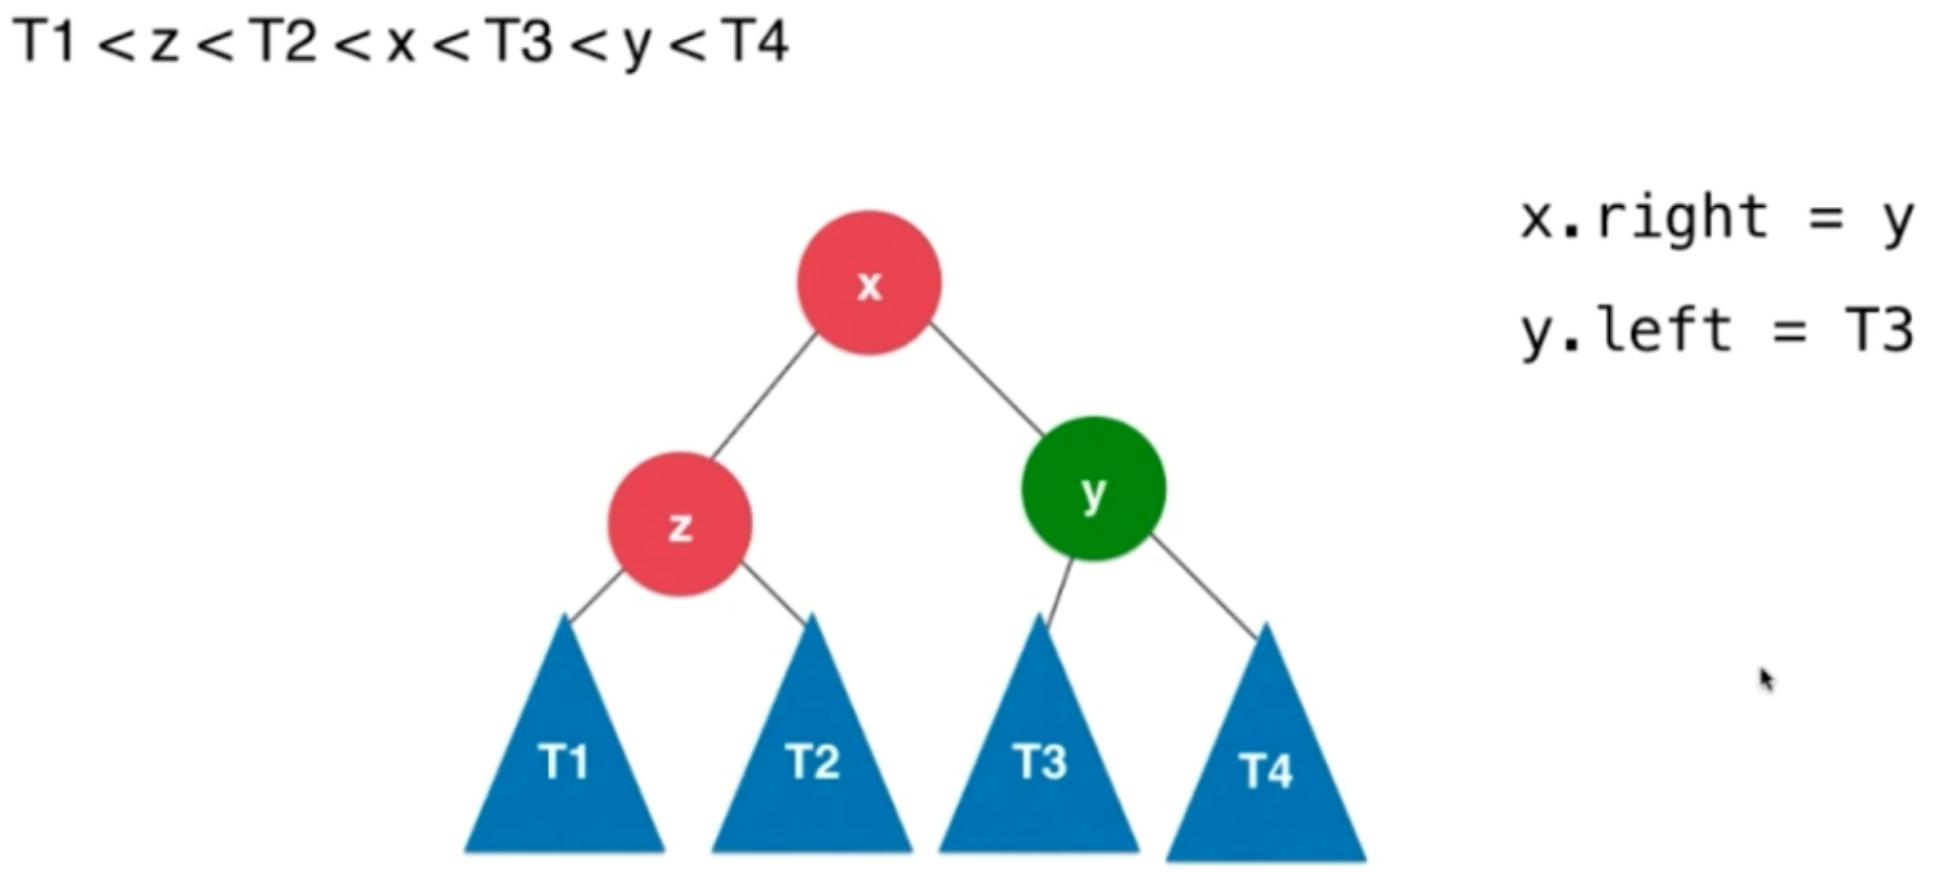 T1 < z < T2 < x < T3 < y < T4
x.right = y
y.left = T3
x
z
y
T1
T2
T3
T4